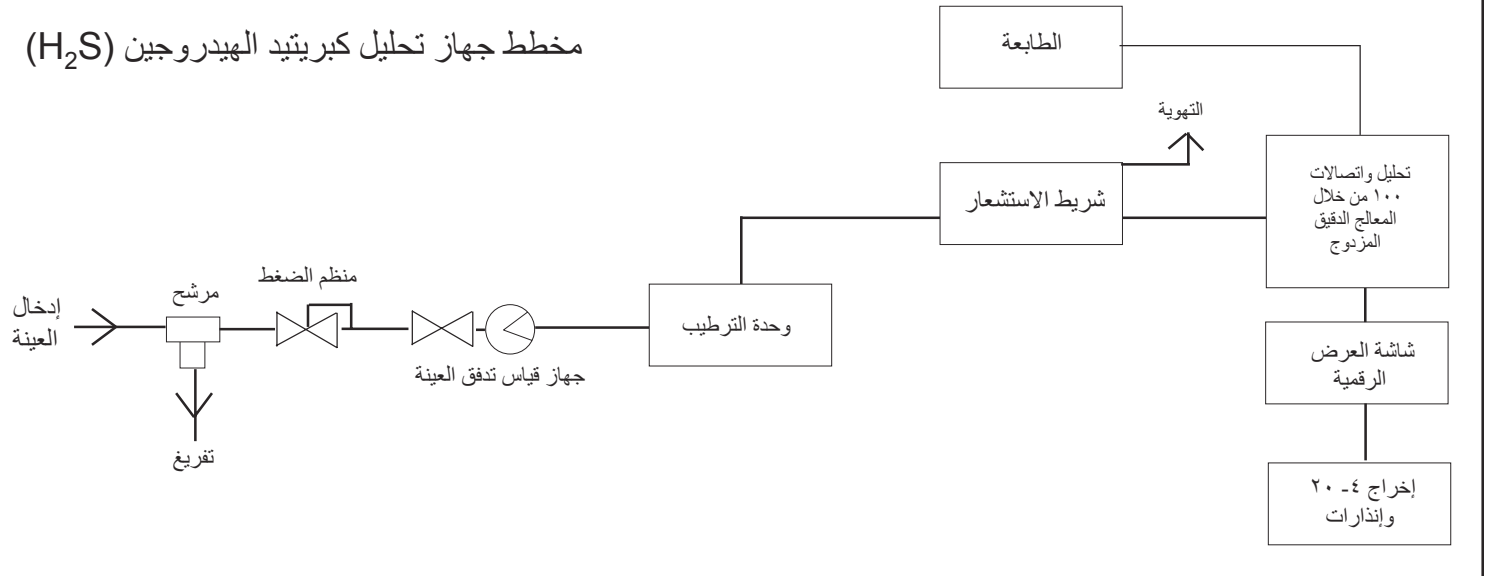 مخطط جهاز تحليل كبريتيد الهيدروجين (H₂S)
الطابعة
التهوية
تحليل واتصالات
١٠٠ من خلال
المعالج الدقيق
المزدوج
شريط الاستشعار
منظم الضغط
مرشح
إدخال
العينة
وحدة الترطيب
شاشة العرض
الرقمية
جهاز قياس تدفق العينة
تفريغ
إخراج ٤- ٢٠
وإنذارات